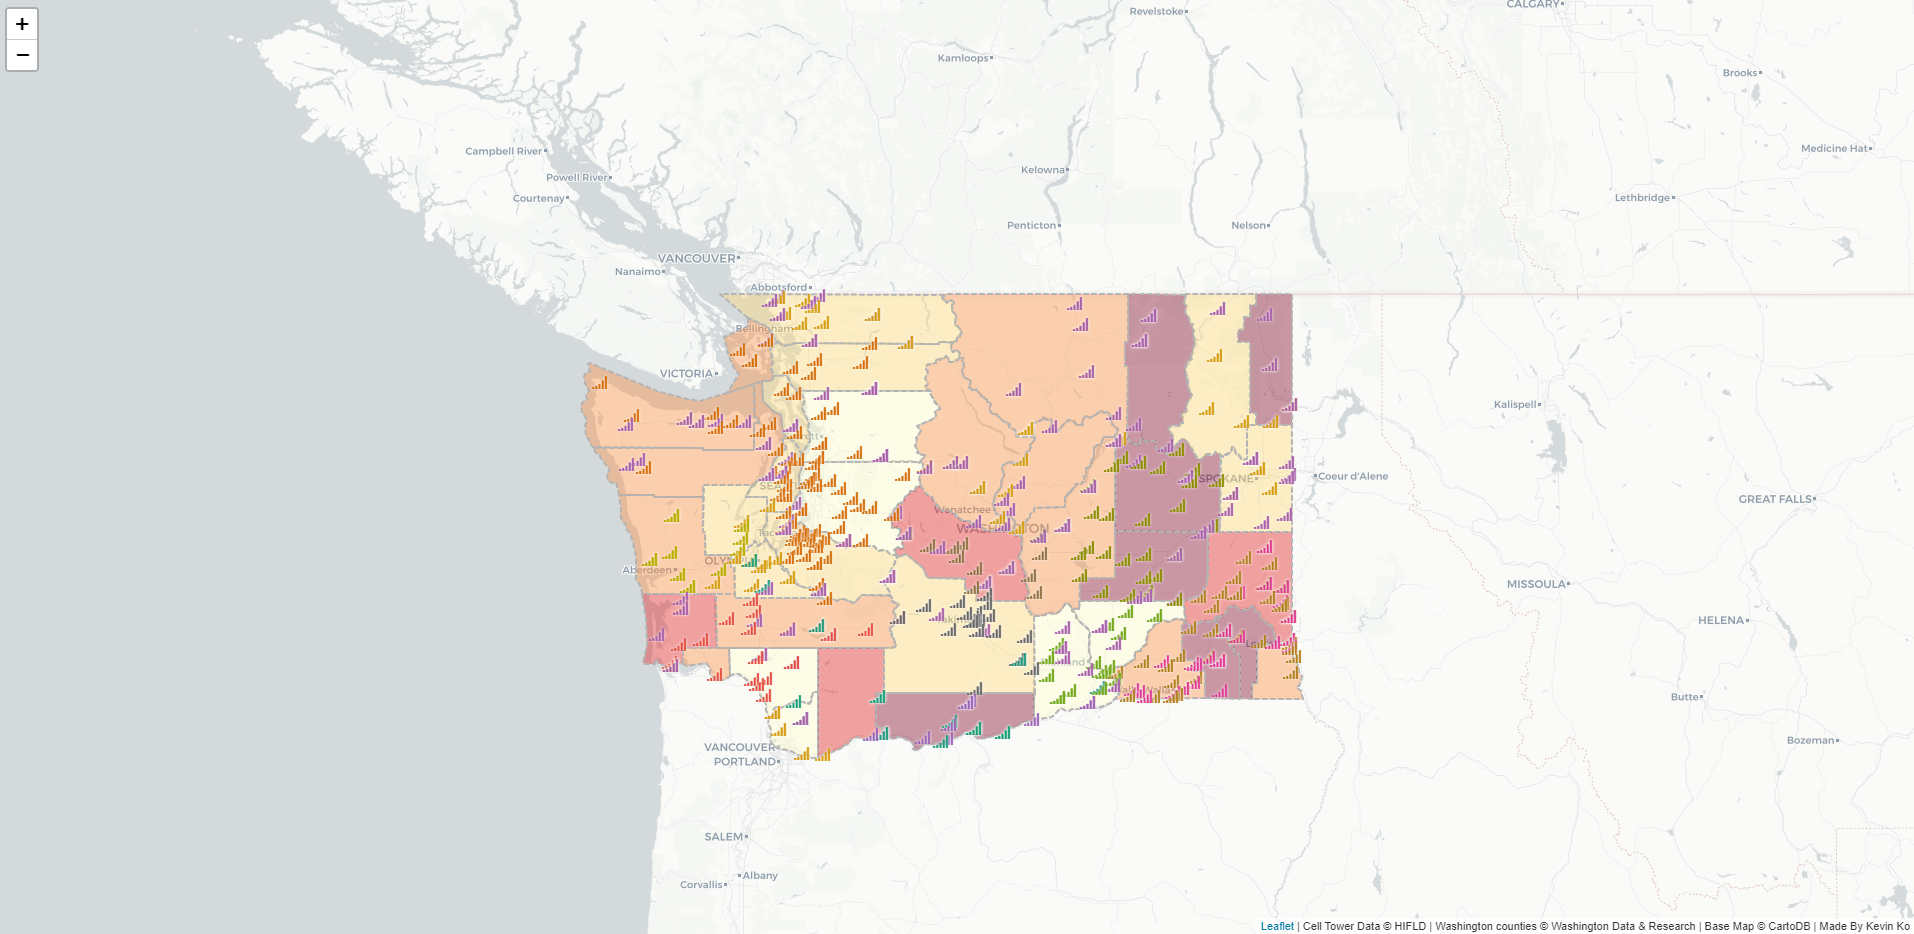 +
−
Revelstoke
CALGARY
Kamloops
Brooks
Campbell River
Medicine Hat
Powell River
Kelowna
Courtenay
Lethbridge
Penticton
Nelson
VANCOUVER
Nanaimo
Abbotsford
Bellingham
VICTORIA
Kalispell
SPOKANE
Coeur d'Alene
GREAT FALLS
Wenatchee
WASHINGTON
Aberdeen
MISSOULA
HELENA
Butte
Bozeman
VANCOUVER
PORTLAND
SALEM
Albany
Corvallis
Leaflet | Cell Tower Data © HIFLD | Washington counties © Washington Data & Research | Base Map © CartoDB | Made By Kevin Ko